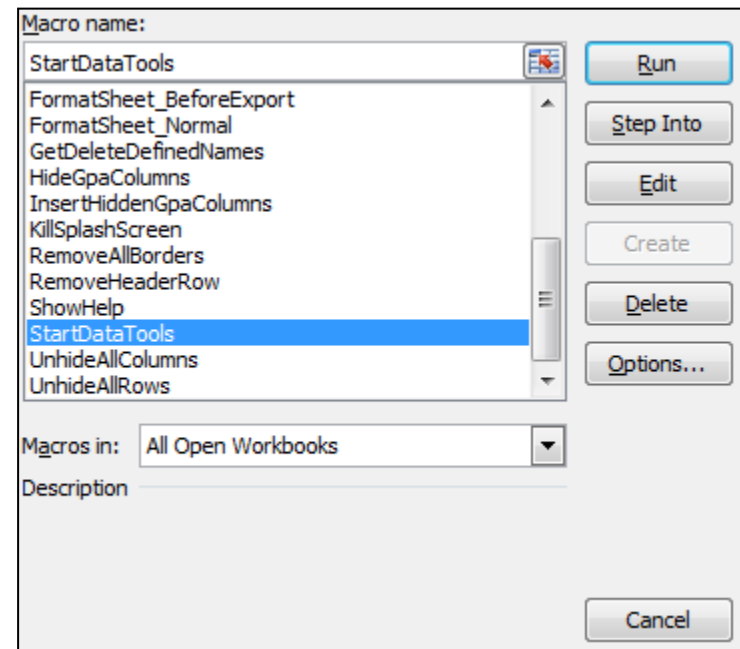 Macro name:
StartDataTools
FormatSheet_BeforeExport
FormatSheet_Normal
GetDeleteDefinedNames
HideGpaColumns
InsertHiddenGpaColumns
KillSplashScreen
RemoveAllBorders
RemoveHeaderRow
ShowHelp
StartDataTools
UnhideAllColumns
UnhideAllRows
Run
Step Into
Edit
Create
Delete
Options...
Macros in: All Open Workbooks
Description
Cancel